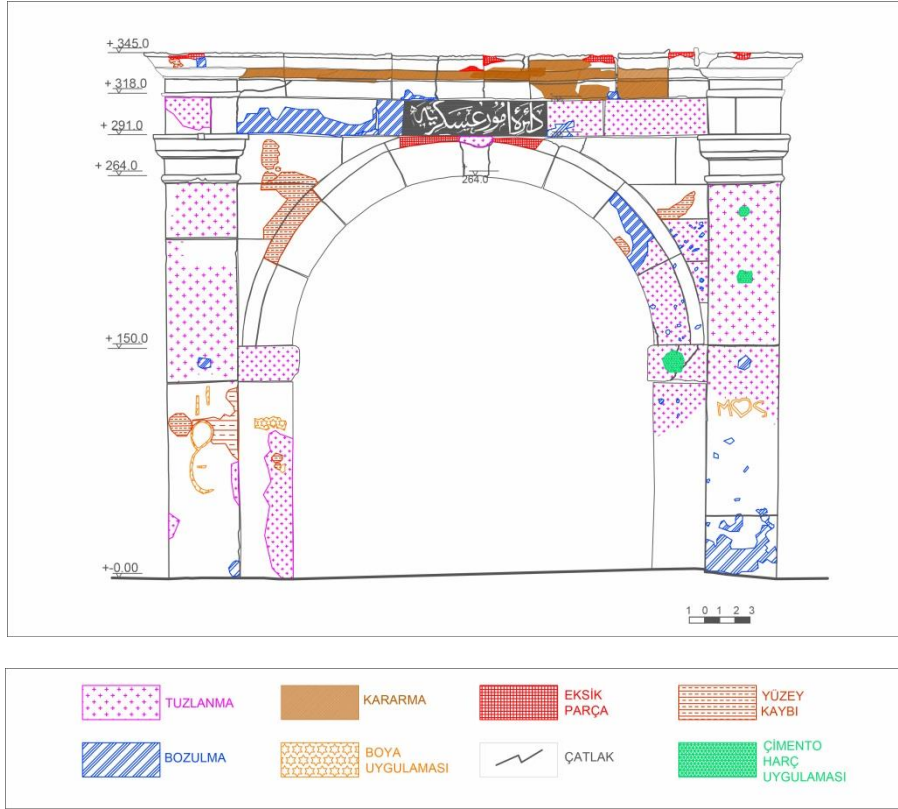 + 345.0
+ 318.0
دائرهٔ امور عسكریه
+ 291.0
+ 264.0
264.0
+ 150.0
MOS
+-0.00
1 0 1 2 3
TUZLANMA
KARARMA
EKSİK PARÇA
YÜZEY KAYBI
BOZULMA
BOYA UYGULAMASI
ÇATLAK
ÇİMENTO HARÇ UYGULAMASI